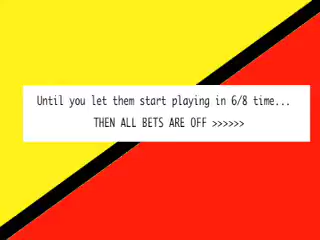 Until you let them start playing in 6/8 time...
THEN ALL BETS ARE OFF >>>>>>